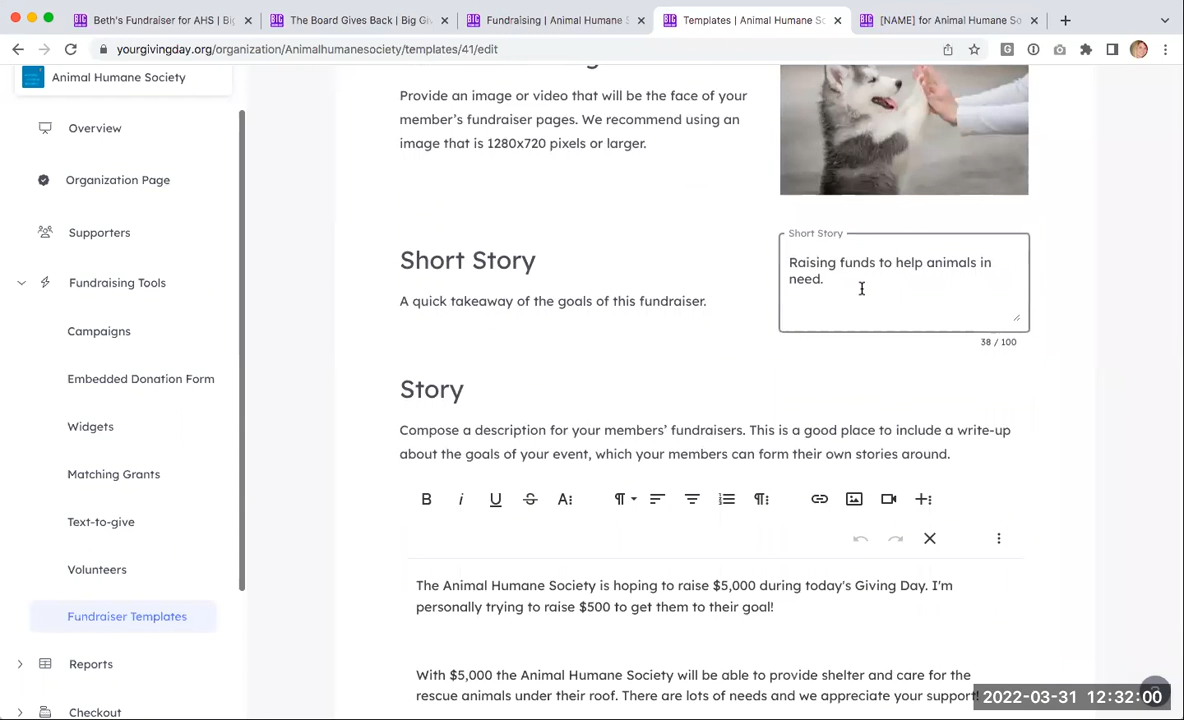 Beth's Fundraiser for AHS | Bi
The Board Gives Back | Big Gi
Fundraising | Animal Humane S
Templates | Animal Humane So
[NAME] for Animal Humane So
yourgivingday.org/organization/Animalhumanesociety/templates/41/edit
Animal Humane Society
Overview
Organization Page
Supporters
Fundraising Tools
Campaigns
Embedded Donation Form
Widgets
Matching Grants
Text-to-give
Volunteers
Fundraiser Templates
Reports
Checkout
Provide an image or video that will be the face of your
member's fundraiser pages. We recommend using an
image that is 1280x720 pixels or larger.
Short Story
A quick takeaway of the goals of this fundraiser.
Short Story
Raising funds to help animals in
need.
38 / 100
Story
Compose a description for your members' fundraisers. This is a good place to include a write-up
about the goals of your event, which your members can form their own stories around.
The Animal Humane Society is hoping to raise $5,000 during today's Giving Day. I'm
personally trying to raise $500 to get them to their goal!
With $5,000 the Animal Humane Society will be able to provide shelter and care for the
rescue animals under their roof. There are lots of needs and we appreciate your support!
2022-03-31 12:32:00